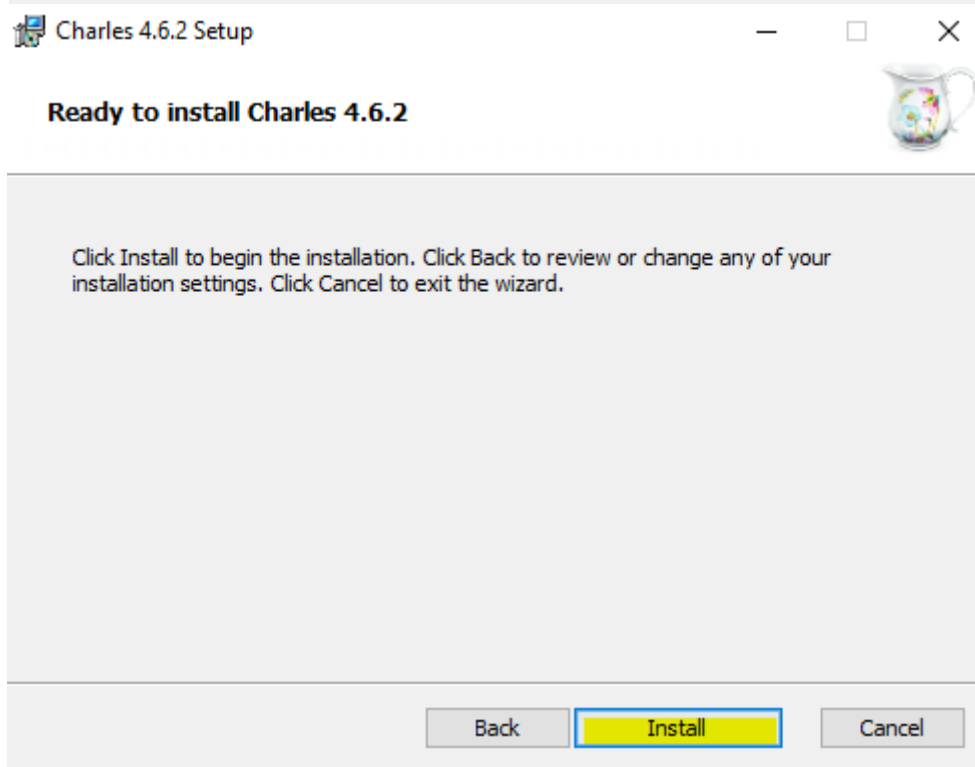 Charles 4.6.2 Setup
Ready to install Charles 4.6.2
Click Install to begin the installation. Click Back to review or change any of your
installation settings. Click Cancel to exit the wizard.
Back Install Cancel